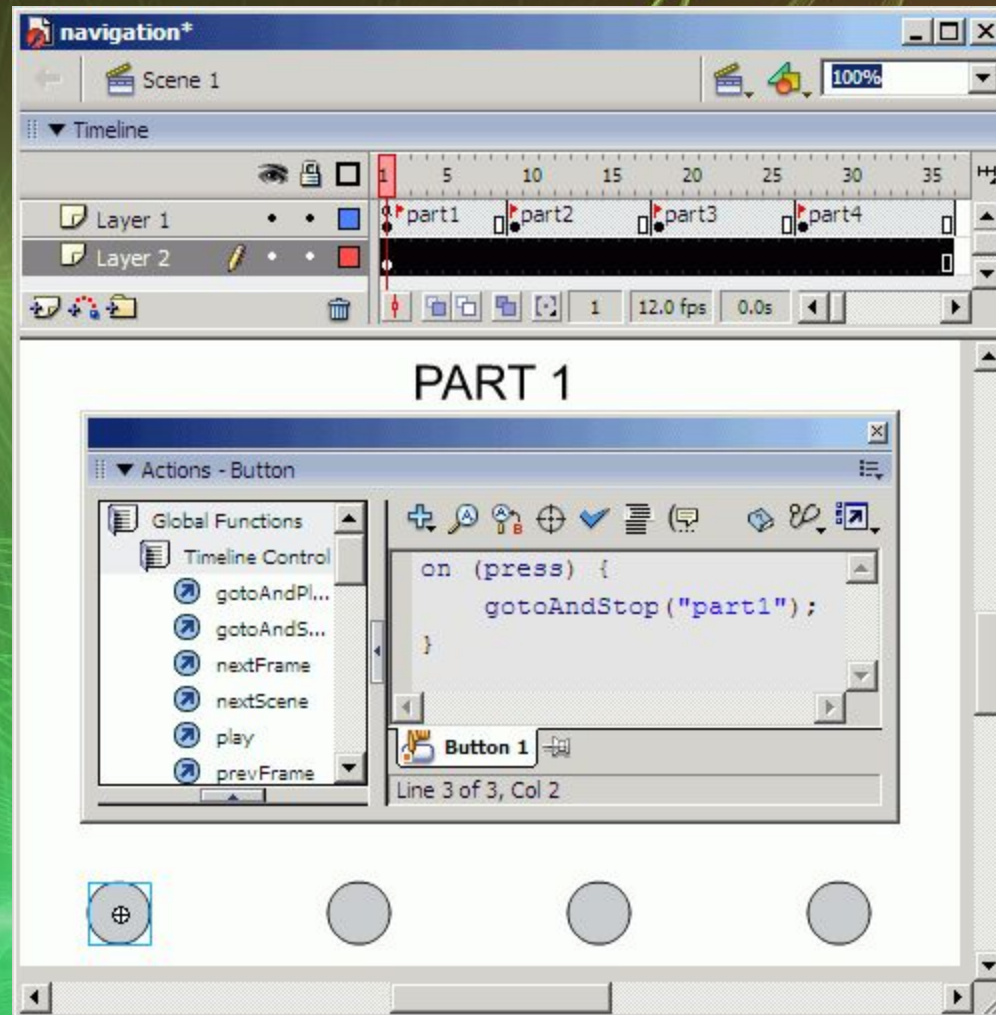 navigation*
Scene 1
100%
Timeline
1 5 10 15 20 25 30 35
Layer 1
part1 part2 part3 part4
Layer 2
1 12.0 fps 0.0s
PART 1
Actions - Button
Global Functions
Timeline Control
gotoAndPl...
gotoAndS...
nextFrame
nextScene
play
prevFrame
on (press) {
gotoAndStop("part1");
}
Button 1
Line 3 of 3, Col 2